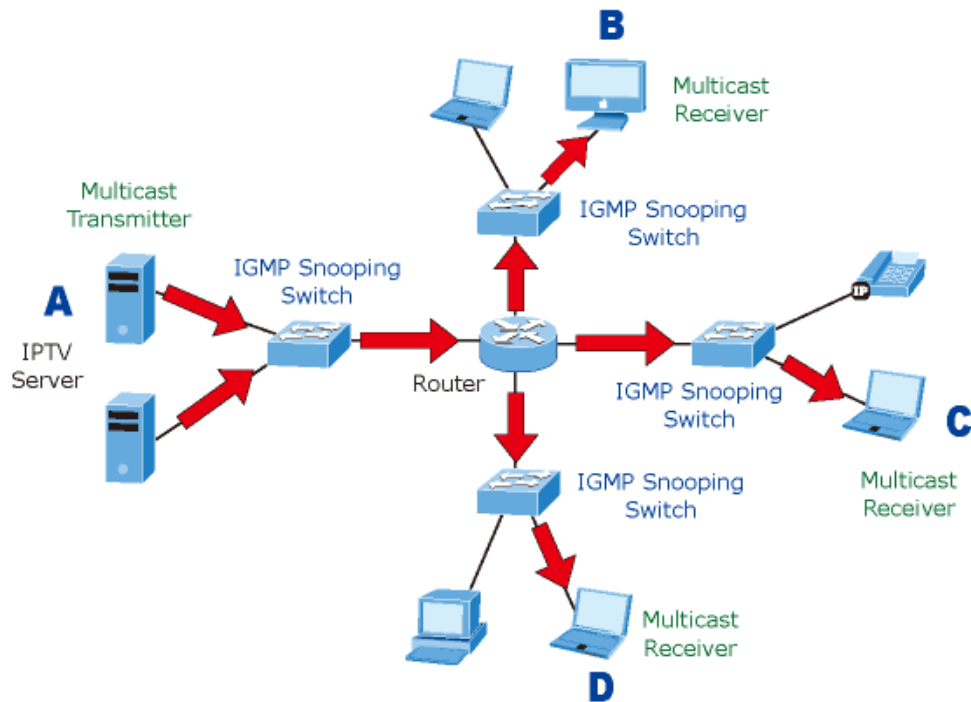 B
Multicast
Receiver
Multicast
Transmitter
IGMP Snooping
Switch
IGMP Snooping
Switch
A
IPTV
Server
IP
Router
IGMP Snooping
Switch
C
IGMP Snooping
Switch
Multicast
Receiver
Multicast
Receiver
D